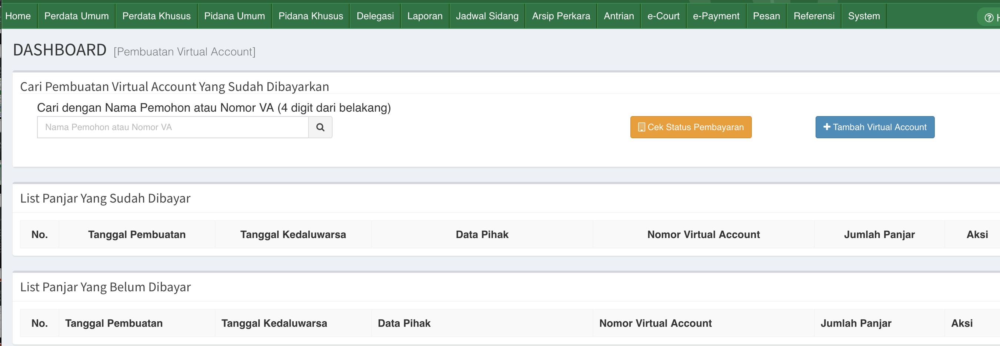 Home Perdata Umum Perdata Khusus Pidana Umum Pidana Khusus Delegasi Laporan Jadwal Sidang Arsip Perkara Antrian e-Court e-Payment Pesan Referensi System
DASHBOARD [Pembuatan Virtual Account]
Cari Pembuatan Virtual Account Yang Sudah Dibayarkan
Cari dengan Nama Pemohon atau Nomor VA (4 digit dari belakang)
Nama Pemohon atau Nomor VA Cek Status Pembayaran Tambah Virtual Account
List Panjar Yang Sudah Dibayar
No. Tanggal Pembuatan Tanggal Kedaluwarsa Data Pihak Nomor Virtual Account Jumlah Panjar Aksi
List Panjar Yang Belum Dibayar
No. Tanggal Pembuatan Tanggal Kedaluwarsa Data Pihak Nomor Virtual Account Jumlah Panjar Aksi